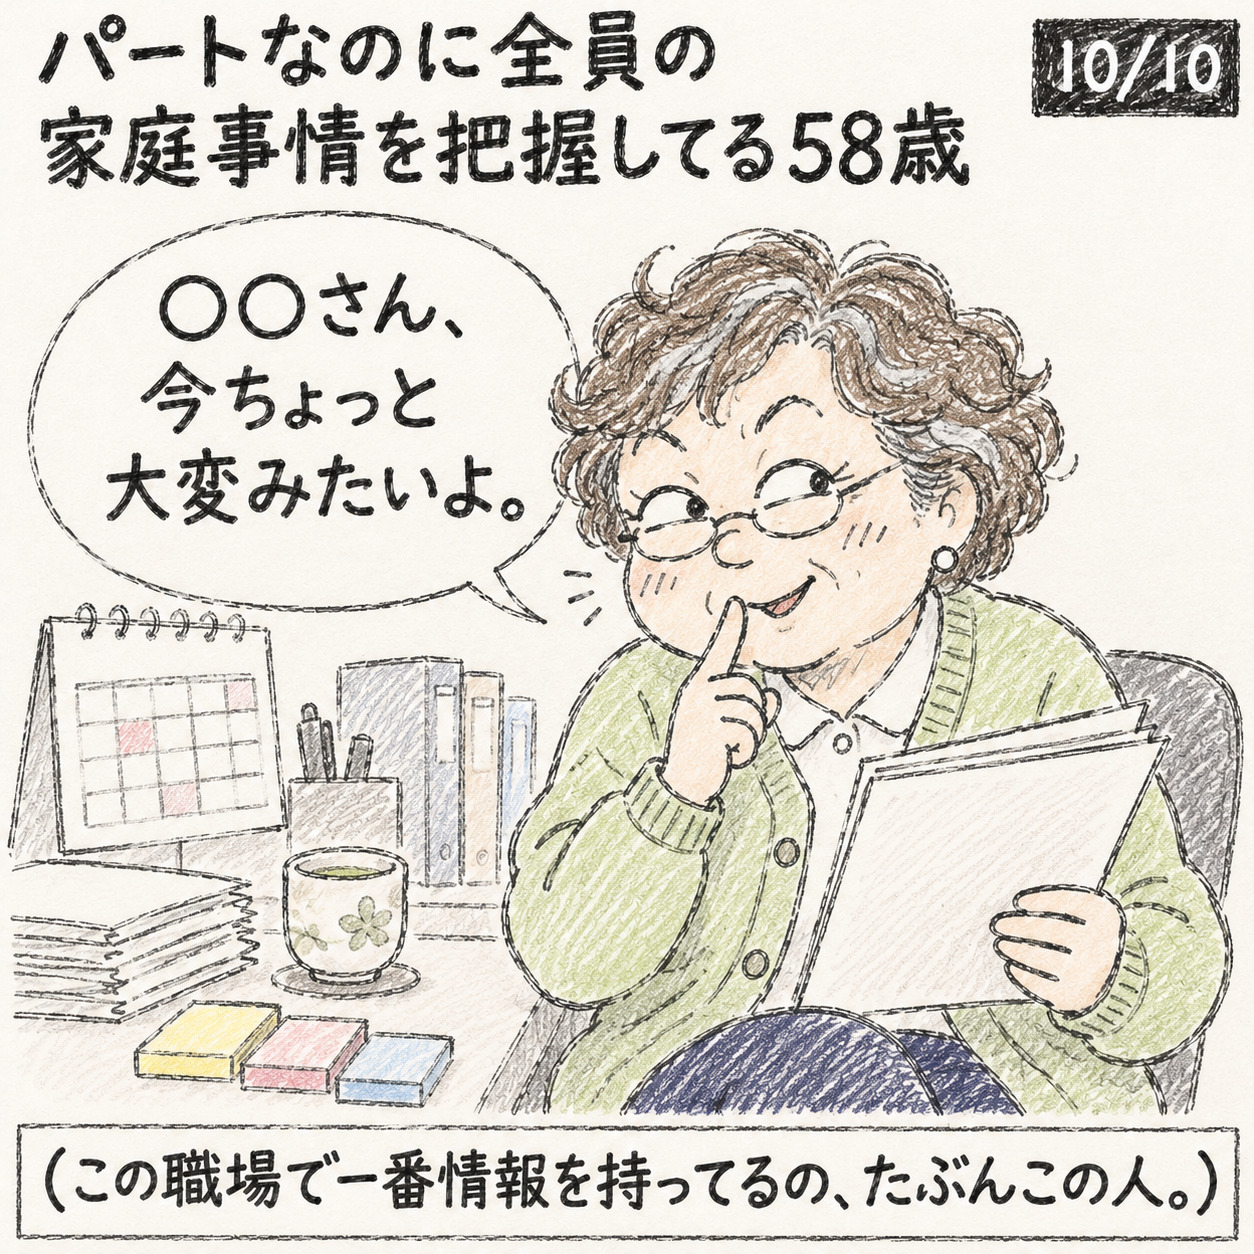 パートなのに全員の
家庭事情を把握してる58歳
10/10
〇〇さん、
今ちょっと
大変みたいよ。
(この職場で一番情報を持ってるの、たぶんこの人。)